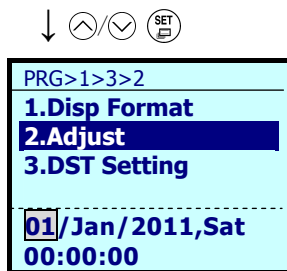 ↓ /  SET
PRG>1>3>2
1.Disp Format
2.Adjust
3.DST Setting
01/Jan/2011,Sat
00:00:00